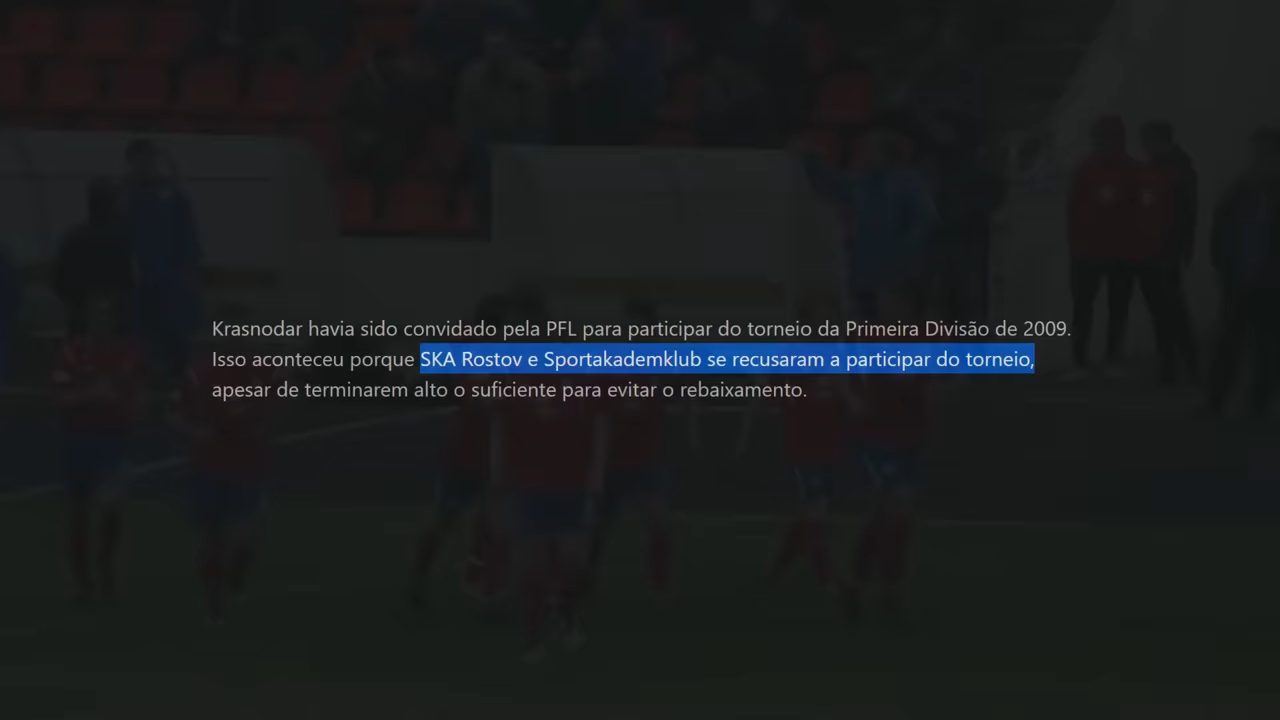 Krasnodar havia sido convidado pela PFL para participar do torneio da Primeira Divisão de 2009.
Isso aconteceu porque SKA Rostov e Sportakademklub se recusaram a participar do torneio,
apesar de terminarem alto o suficiente para evitar o rebaixamento.